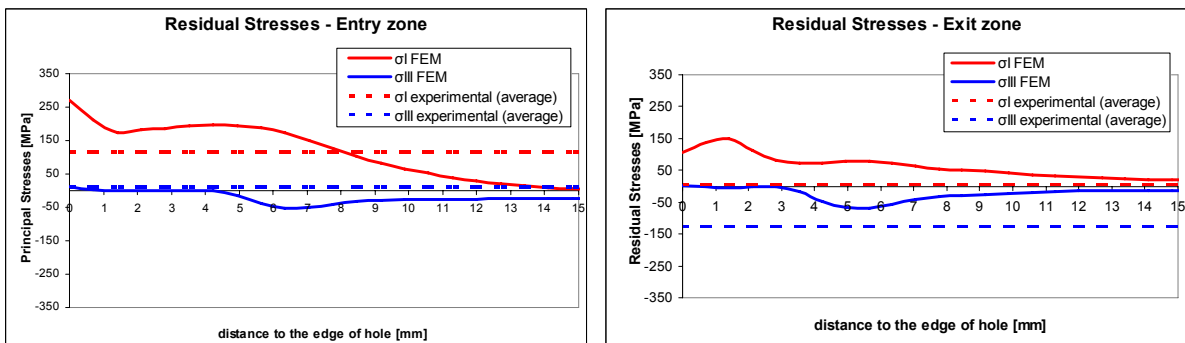 Residual Stresses - Entry zone
σI FEM
σIII FEM
σI experimental (average)
σIII experimental (average)
Principal Stresses [MPa]
350
250
150
50
-50
-150
-250
-350
0 1 2 3 4 5 6 7 8 9 10 11 12 13 14 15
distance to the edge of hole [mm]
Residual Stresses - Exit zone
σI FEM
σIII FEM
σI experimental (average)
σIII experimental (average)
Residual Stresses [MPa]
350
250
150
50
-50
-150
-250
-350
0 1 2 3 4 5 6 7 8 9 10 11 12 13 14 15
distance to the edge of hole [mm]